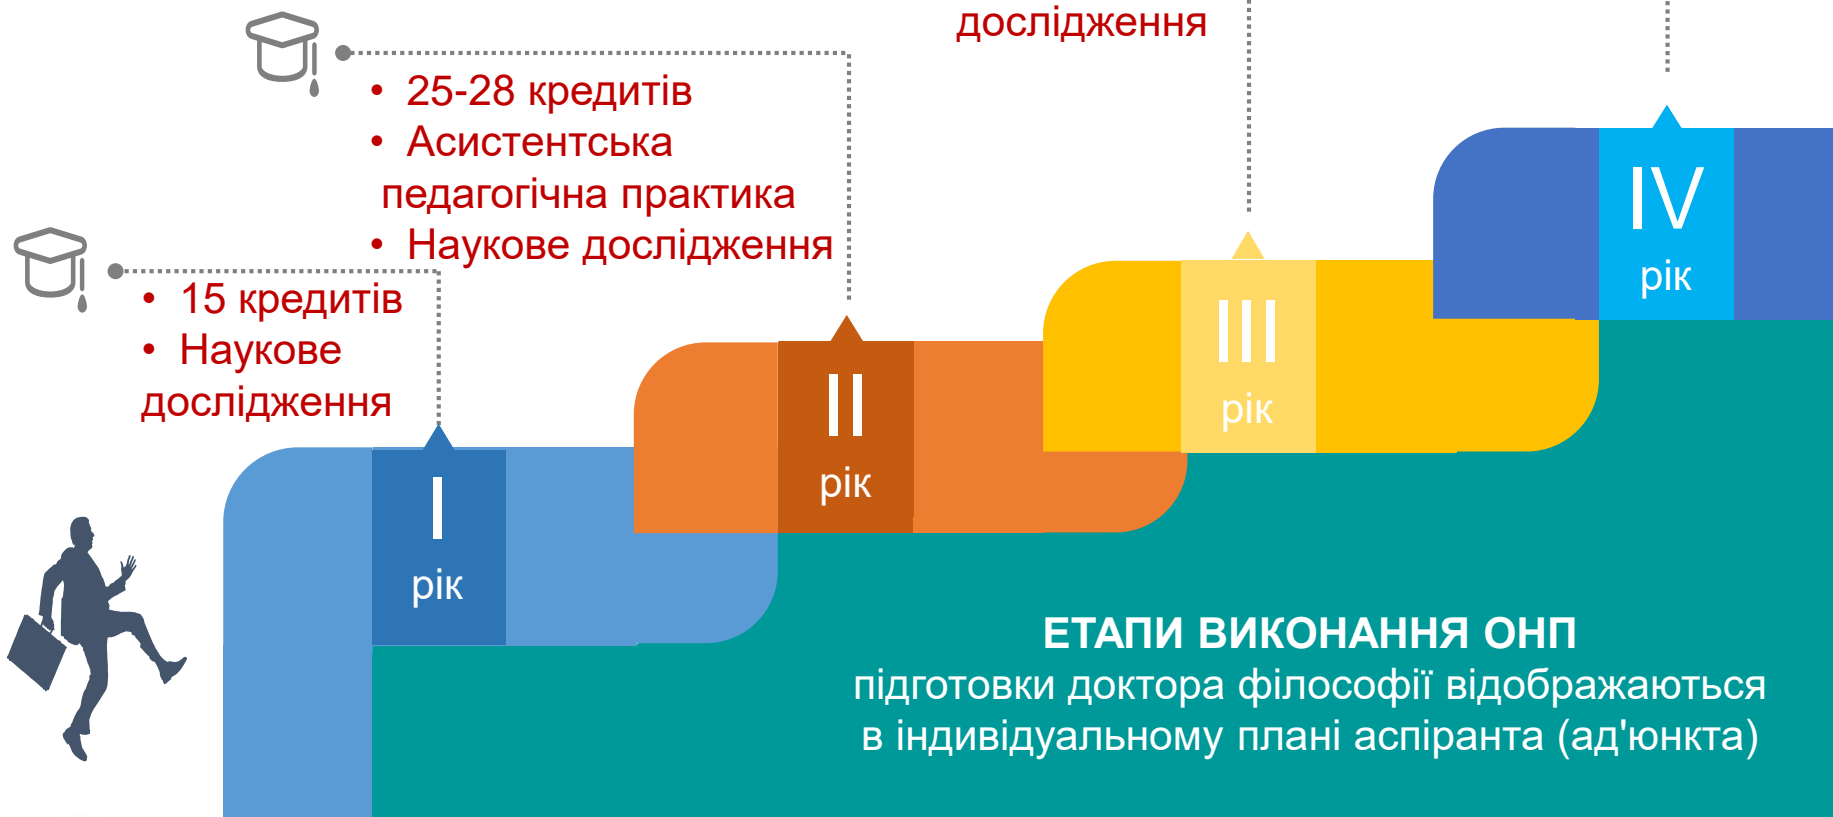 дослідження
• 25-28 кредитів
• Асистентська
педагогічна практика
• Наукове дослідження
• 15 кредитів
• Наукове
дослідження
I
рік
II
рік
III
рік
IV
рік
ЕТАПИ ВИКОНАННЯ ОНП
підготовки доктора філософії відображаються
в індивідуальному плані аспіранта (ад'юнкта)